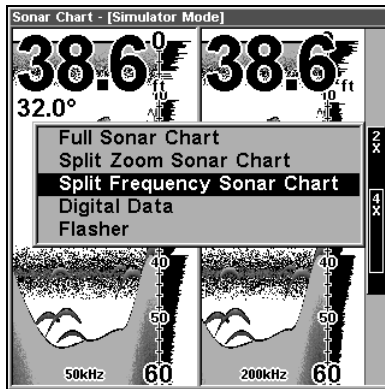 Sonar Chart - [Simulator Mode]
38.6 ft
0
10
32.0°
38.6 ft
0
10
Full Sonar Chart
Split Zoom Sonar Chart
Split Frequency Sonar Chart
Digital Data
Flasher
2X
4X
40
50
60
50kHz
40
50
60
200kHz